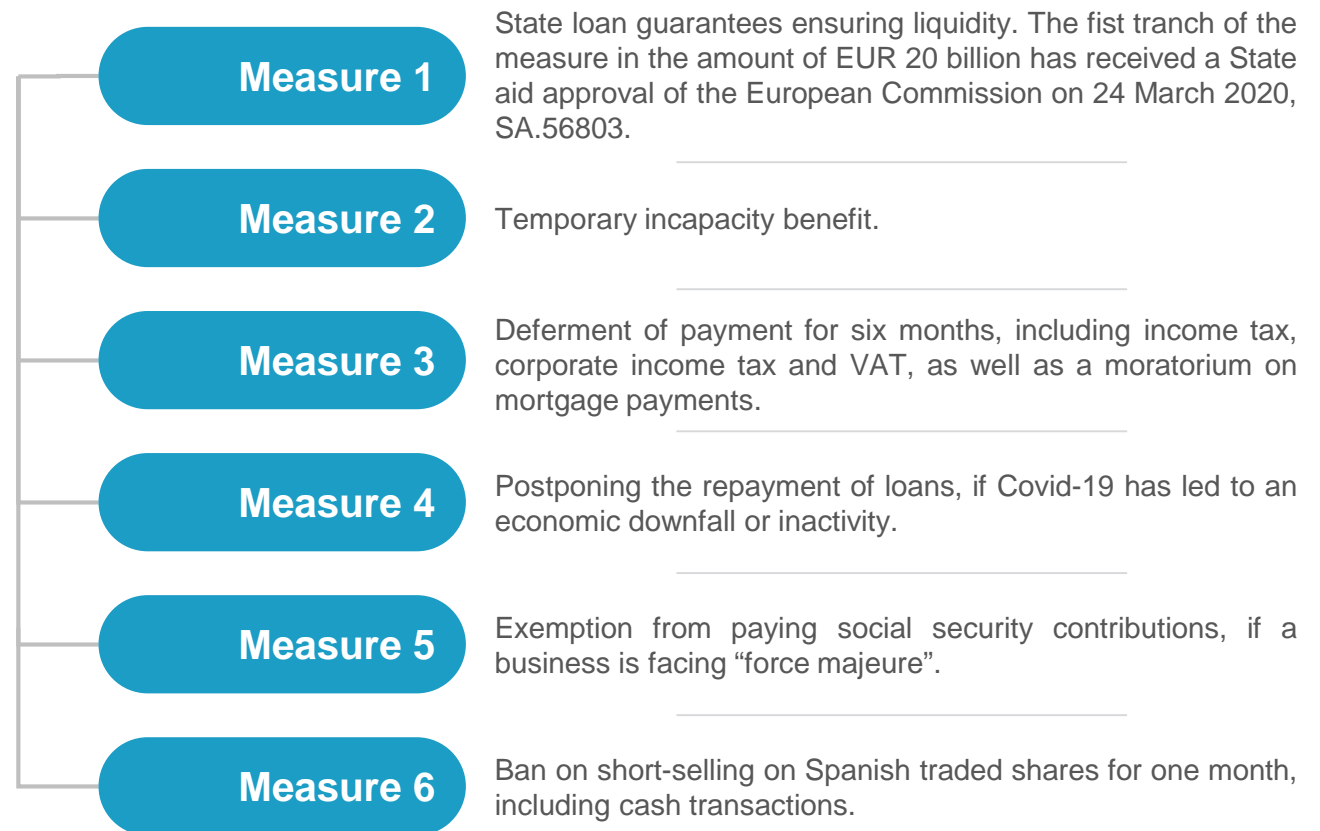 Measure 1
State loan guarantees ensuring liquidity. The fist tranch of the
measure in the amount of EUR 20 billion has received a State
aid approval of the European Commission on 24 March 2020,
SA.56803.
Measure 2
Temporary incapacity benefit.
Measure 3
Deferment of payment for six months, including income tax,
corporate income tax and VAT, as well as a moratorium on
mortgage payments.
Measure 4
Postponing the repayment of loans, if Covid-19 has led to an
economic downfall or inactivity.
Measure 5
Exemption from paying social security contributions, if a
business is facing “force majeure”.
Measure 6
Ban on short-selling on Spanish traded shares for one month,
including cash transactions.